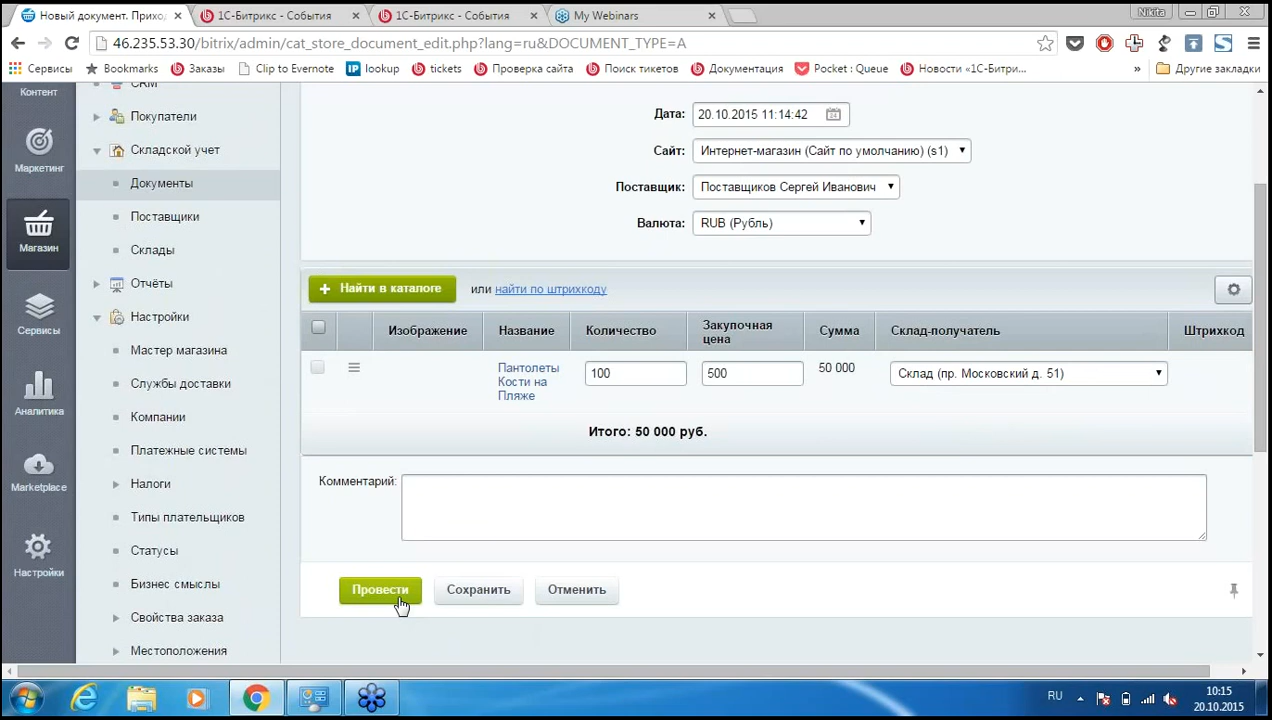 Новый документ. Прихо
1С-Битрикс - События
1С-Битрикс - События
My Webinars
Nikita
46.235.53.30/bitrix/admin/cat_store_document_edit.php?lang=ru&DOCUMENT_TYPE=A
Сервисы
Bookmarks
Заказы
Clip to Evernote
IP lookup
tickets
Проверка сайта
Поиск тикетов
Документация
Pocket : Queue
Новости «1С-Битри...
»
Другие закладки
Контент
Маркетинг
Магазин
Сервисы
Аналитика
Marketplace
Настройки
CRM
Покупатели
Складской учет
Документы
Поставщики
Склады
Отчёты
Настройки
Мастер магазина
Службы доставки
Компании
Платежные системы
Налоги
Типы плательщиков
Статусы
Бизнес смыслы
Свойства заказа
Местоположения
Дата: 20.10.2015 11:14:42
Сайт: Интернет-магазин (Сайт по умолчанию) (s1)
Поставщик: Поставщиков Сергей Иванович
Валюта: RUB (Рубль)
+ Найти в каталоге или найти по штрихкоду
Изображение Название Количество Закупочная цена Сумма Склад-получатель Штрихкод
Пантолеты Кости на Пляже 100 500 50 000 Склад (пр. Московский д. 51)
Итого: 50 000 руб.
Комментарий:
Провести Сохранить Отменить
RU
10:15
20.10.2015